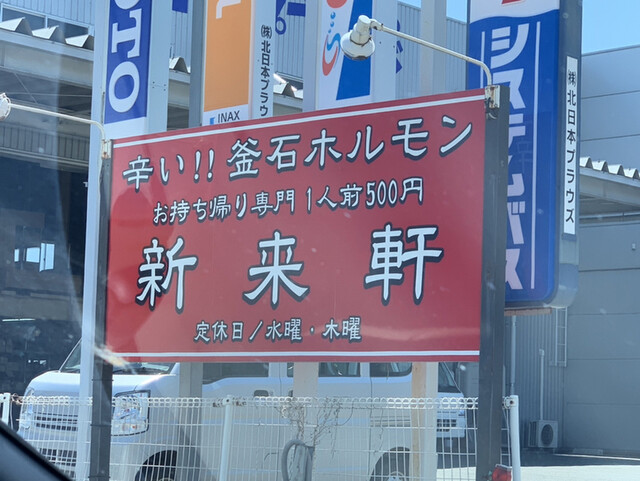 辛い!! 釜石ホルモン
お持ち帰り専門 1人前500円
新来軒
定休日/水曜・木曜
TOTO
INAX
㈱北日本プラウ
システムバス
㈱北日本プラウズ